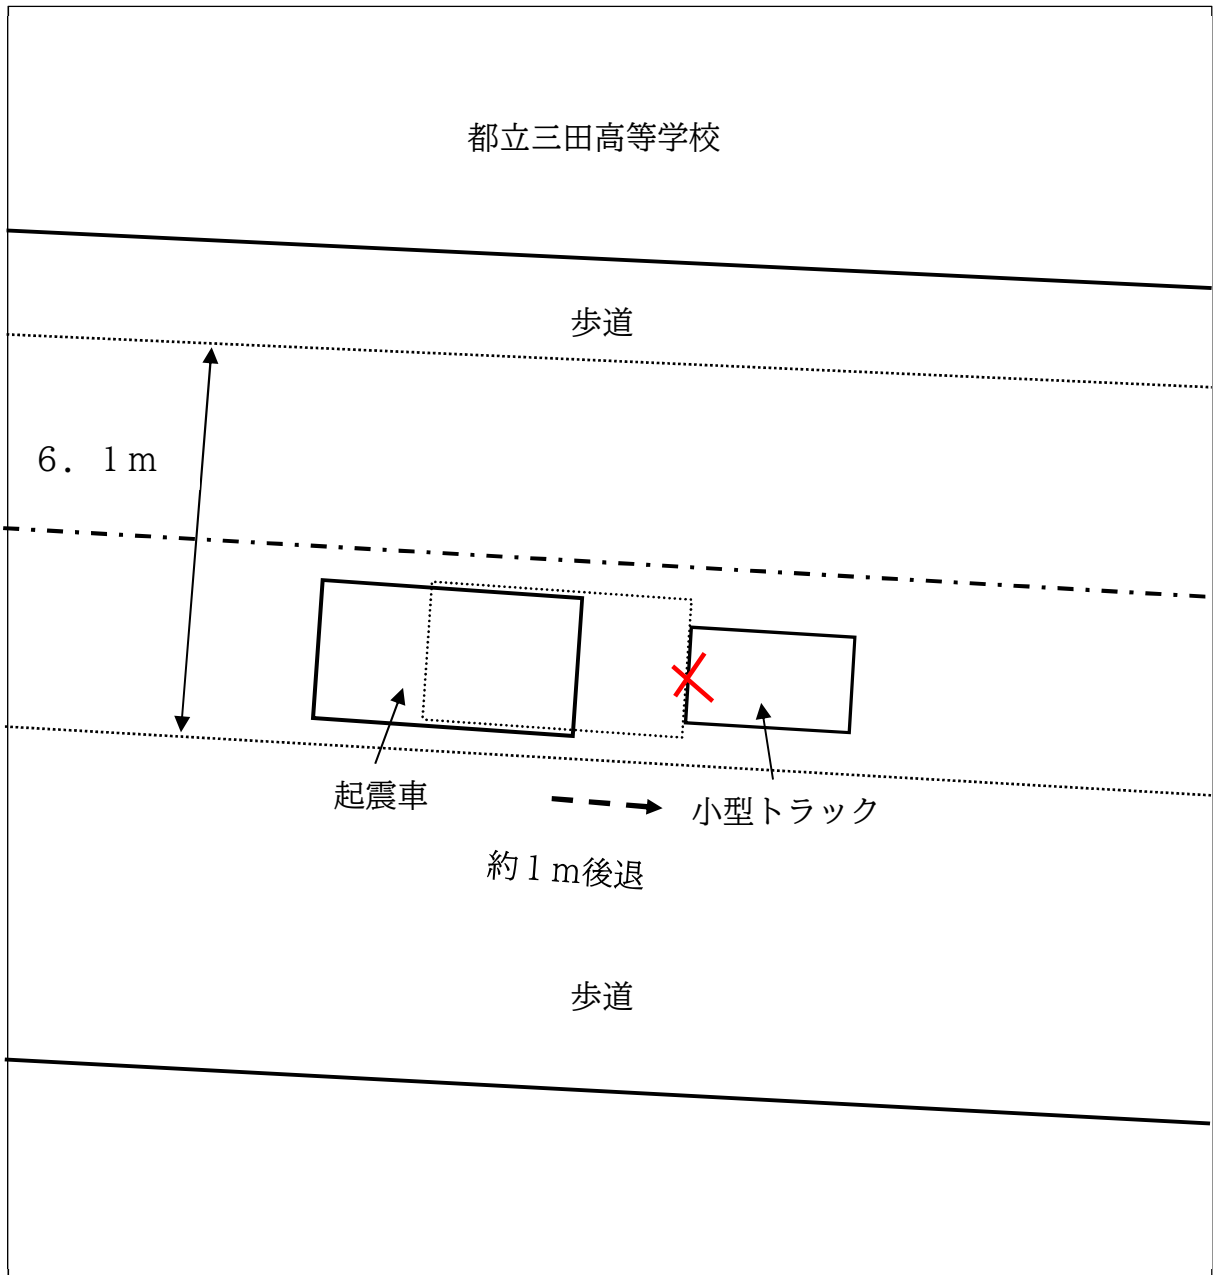 都立三田高等学校
歩道
６．１ｍ
起震車
小型トラック
約１ｍ後退
歩道